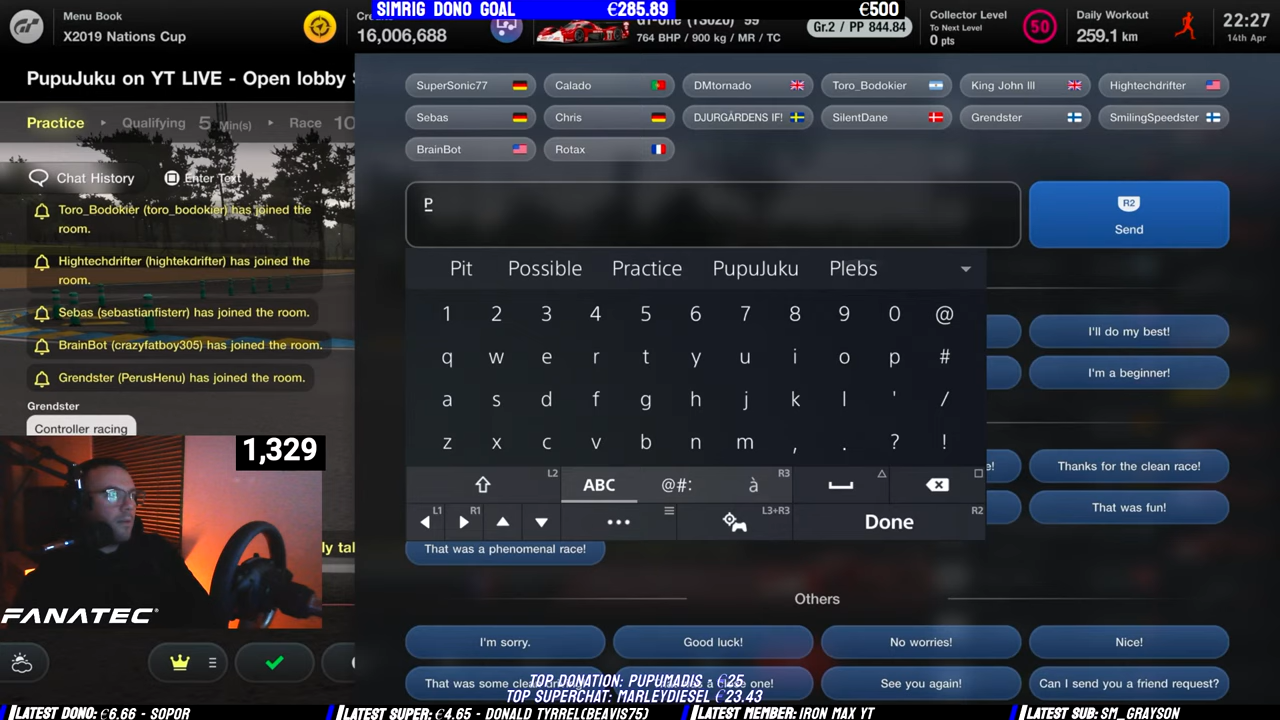 SIMRIG DONO GOAL €285.89 €500
Menu Book
X2019 Nations Cup
16,006,688
GT-One (TS020) '99
764 BHP / 900 kg / MR / TC
Gr.2 / PP 844.84
Collector Level
To Next Level
0 pts
50
Daily Workout
259.1 km
22:27
14th Apr
PupuJuku on YT LIVE - Open lobby
Practice Qualifying 5 Min(s) Race 10
Chat History Enter Text
Toro_Bodokier (toro_bodokier) has joined the
room.
Hightechdrifter (hightekdrifter) has joined the
room.
Sebas (sebastianfisterr) has joined the room.
BrainBot (crazyfatboy305) has joined the room.
Grendster (PerusHenu) has joined the room.
Grendster
Controller racing
1,329
FANATEC
SuperSonic77 Calado DMtornado Toro_Bodokier King John III Hightechdrifter
Sebas Chris DJURGÅRDENS IF! SilentDane Grendster SmilingSpeedster
BrainBot Rotax
P
R2
Send
Pit Possible Practice PupuJuku Plebs
1 2 3 4 5 6 7 8 9 0 @
q w e r t y u i o p #
a s d f g h j k l ' /
z x c v b n m , . ? !
L2 ABC @#: R3 à
L1 R1 ... L3+R3 Done R2
I'll do my best!
I'm a beginner!
Thanks for the clean race!
That was fun!
That was a phenomenal race!
Others
I'm sorry. Good luck! No worries! Nice!
That was some clean one! See you again! Can I send you a friend request?
TOP DONATION: PUPUMADIS - €25
TOP SUPERCHAT: MARLEYDIESEL €23.43
LATEST DONO: €6.66 - SOPOR LATEST SUPER: €4.65 - DONALD TYRREL(BEAVIS75) LATEST MEMBER: IRON MAX YT LATEST SUB: SM_GRAYSON